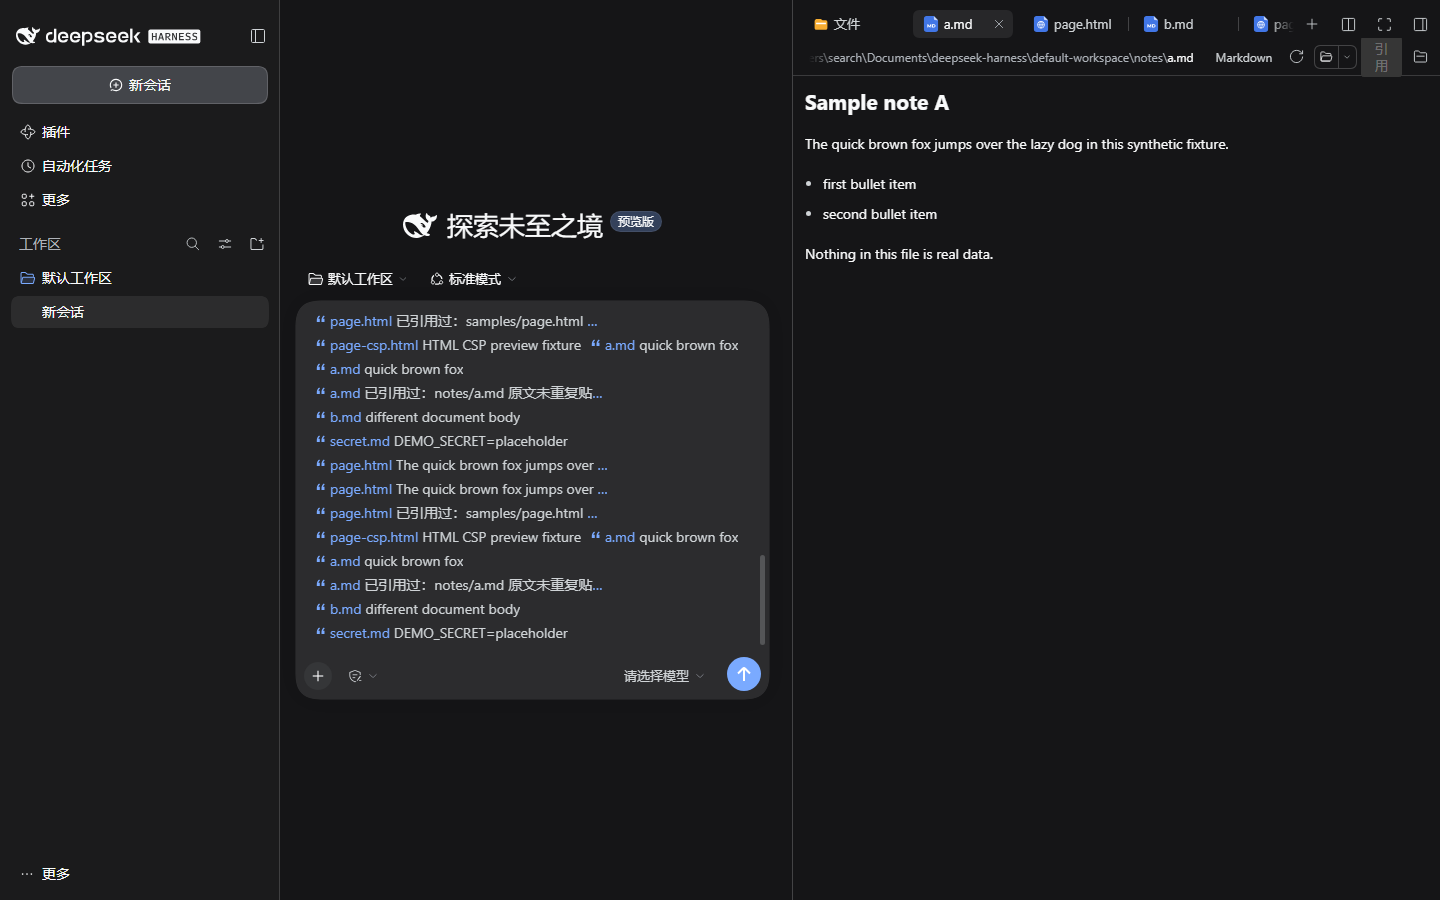 deepseek HARNESS
新会话
插件
自动化任务
更多
工作区
默认工作区
新会话
更多
探索未至之境 预览版
默认工作区 标准模式
“ page.html 已引用过：samples/page.html ...
“ page-csp.html HTML CSP preview fixture “ a.md quick brown fox
“ a.md quick brown fox
“ a.md 已引用过：notes/a.md 原文未重复贴...
“ b.md different document body
“ secret.md DEMO_SECRET=placeholder
“ page.html The quick brown fox jumps over ...
“ page.html The quick brown fox jumps over ...
“ page.html 已引用过：samples/page.html ...
“ page-csp.html HTML CSP preview fixture “ a.md quick brown fox
“ a.md quick brown fox
“ a.md 已引用过：notes/a.md 原文未重复贴...
“ b.md different document body
“ secret.md DEMO_SECRET=placeholder
请选择模型
文件 a.md page.html b.md
\search\Documents\deepseek-harness\default-workspace\notes\a.md Markdown 引用
Sample note A
The quick brown fox jumps over the lazy dog in this synthetic fixture.
• first bullet item
• second bullet item
Nothing in this file is real data.